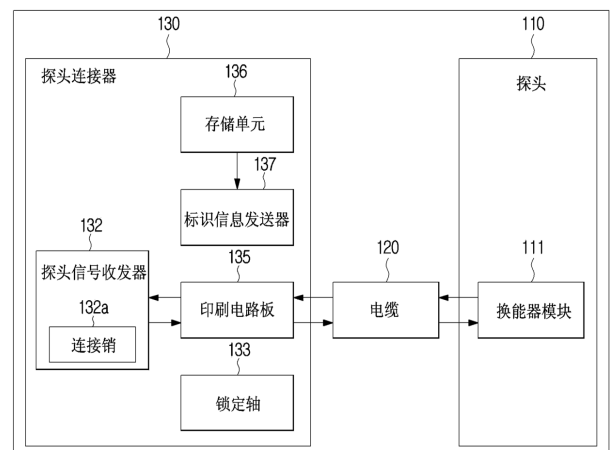 130
110
探头连接器
探头
136
存储单元
137
标识信息发送器
132
探头信号收发器
132a
连接销
135
印刷电路板
120
电缆
111
换能器模块
133
锁定轴